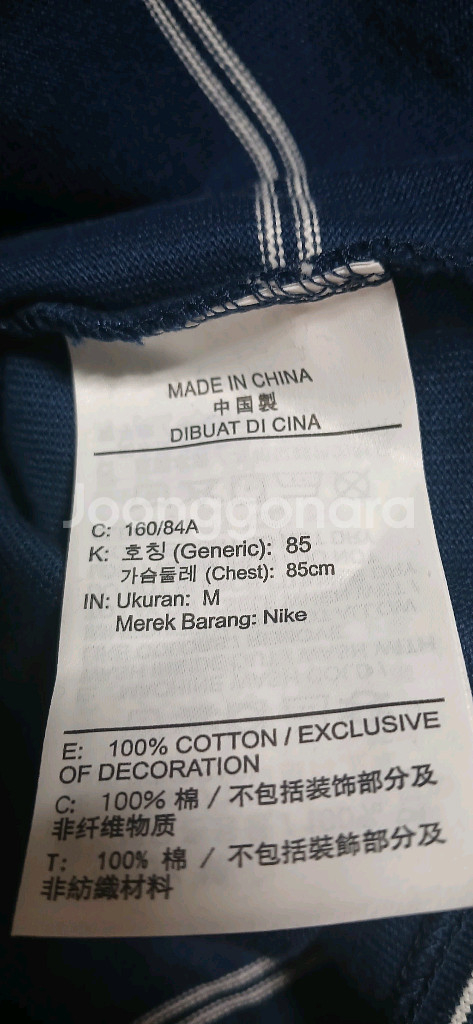 MADE IN CHINA
中国製
DIBUAT DI CINA
Joonggonara
C: 160/84A
K: 호칭 (Generic): 85
가슴둘레 (Chest): 85cm
IN: Ukuran: M
Merek Barang: Nike
E: 100% COTTON / EXCLUSIVE
OF DECORATION
C: 100% 棉 / 不包括装饰部分及
非纤维物质
T: 100% 棉 / 不包括裝飾部分及
非紡織材料